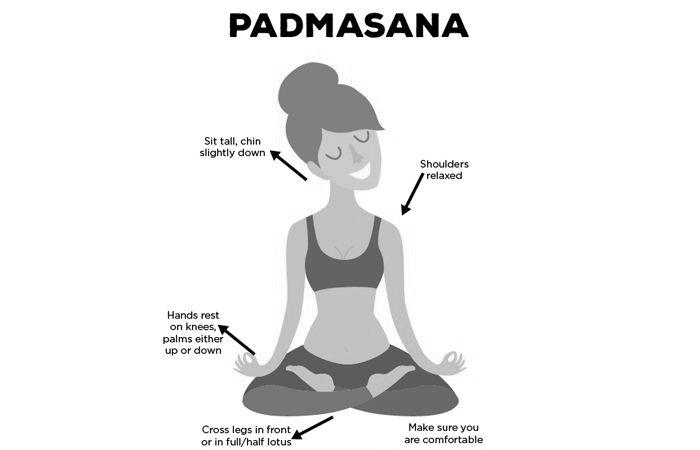 PADMASANA
Sit tall, chin
slightly down
Shoulders
relaxed
Hands rest
on knees,
palms either
up or down
Cross legs in front
or in full/half lotus
Make sure you
are comfortable